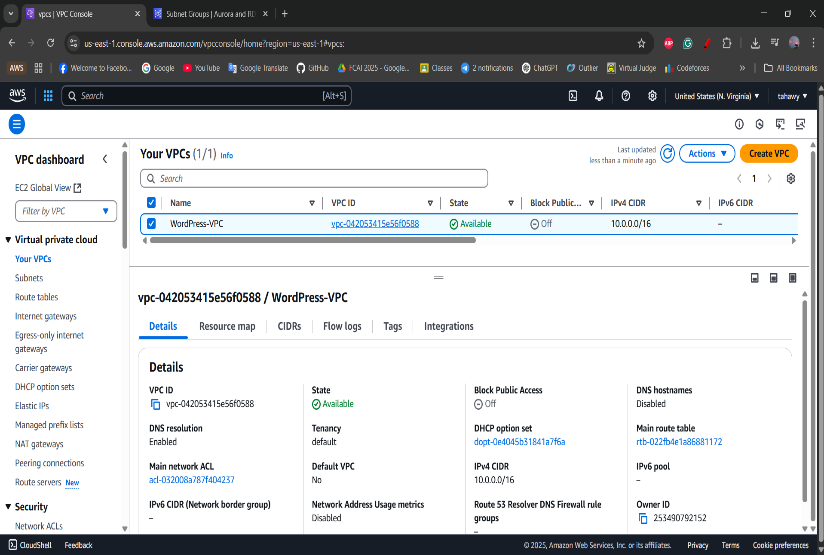 vpcs | VPC Console
Subnet Groups | Aurora and RD
us-east-1.console.aws.amazon.com/vpcconsole/home?region=us-east-1#vpcs:
AWS
Welcome to Facebo...
Google
YouTube
Google Translate
GitHub
FCAI 2025 - Google...
Classes
2 notifications
ChatGPT
Outlier
Virtual Judge
Codeforces
All Bookmarks
aws
Search
[Alt+S]
United States (N. Virginia)
tahawy
VPC dashboard
EC2 Global View
Filter by VPC
Virtual private cloud
Your VPCs
Subnets
Route tables
Internet gateways
Egress-only internet
gateways
Carrier gateways
DHCP option sets
Elastic IPs
Managed prefix lists
NAT gateways
Peering connections
Route servers New
Security
Network ACLs
Your VPCs (1/1) Info
Last updated
less than a minute ago
Actions
Create VPC
Search
1
Name
VPC ID
State
Block Public...
IPv4 CIDR
IPv6 CIDR
WordPress-VPC
vpc-042053415e56f0588
Available
Off
10.0.0.0/16
–
vpc-042053415e56f0588 / WordPress-VPC
Details
Resource map
CIDRs
Flow logs
Tags
Integrations
Details
VPC ID
vpc-042053415e56f0588
State
Available
Block Public Access
Off
DNS hostnames
Disabled
DNS resolution
Enabled
Tenancy
default
DHCP option set
dopt-0e4045b31841a7f6a
Main route table
rtb-022fb4e1a86881172
Main network ACL
acl-032008a787f404237
Default VPC
No
IPv4 CIDR
10.0.0.0/16
IPv6 pool
–
IPv6 CIDR (Network border group)
–
Network Address Usage metrics
Disabled
Route 53 Resolver DNS Firewall rule
groups
–
Owner ID
253490792152
CloudShell
Feedback
© 2025, Amazon Web Services, Inc. or its affiliates.
Privacy
Terms
Cookie preferences